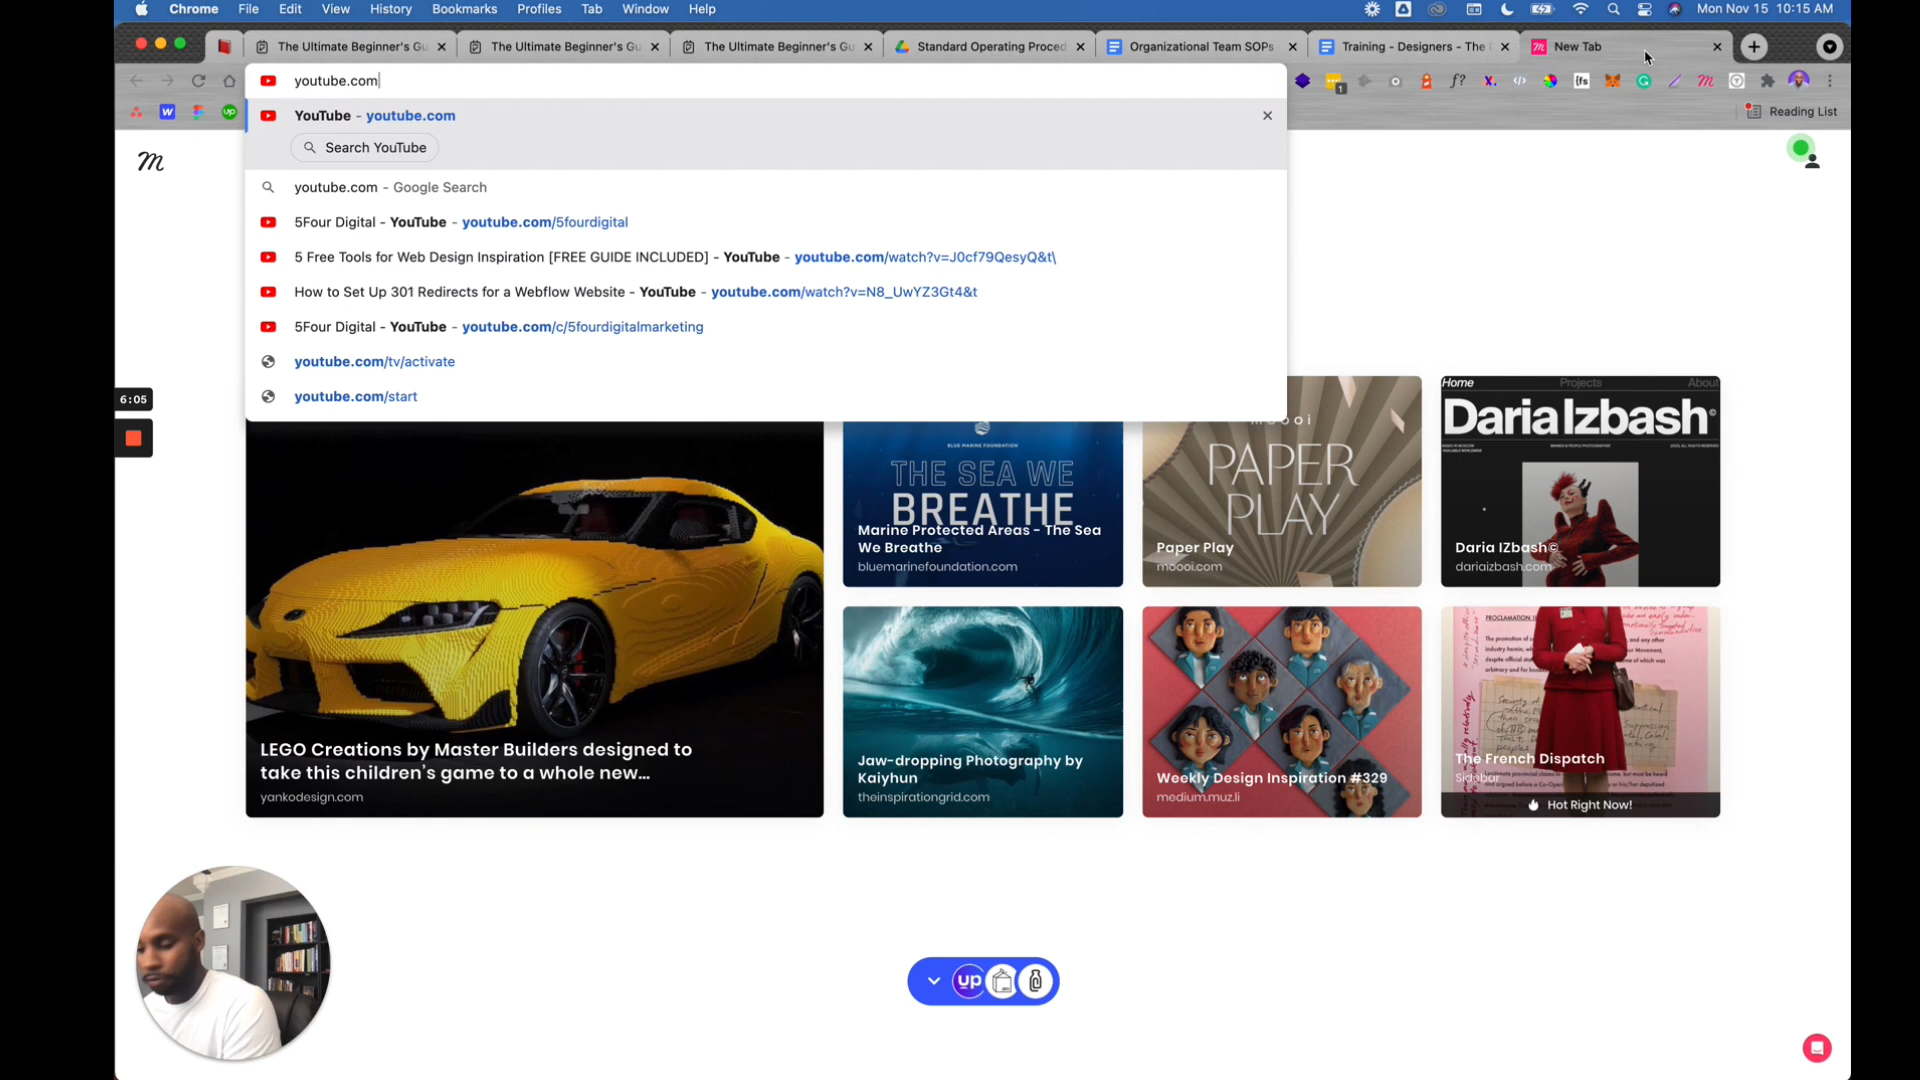 Chrome File Edit View History Bookmarks Profiles Tab Window Help Mon Nov 15 10:15 AM
The Ultimate Beginner's Gu The Ultimate Beginner's Gu The Ultimate Beginner's Gu Standard Operating Proced Organizational Team SOPs Training - Designers - The New Tab
youtube.com
1
f?
YouTube - youtube.com
Search YouTube
Reading List
youtube.com - Google Search
5Four Digital - YouTube - youtube.com/5fourdigital
5 Free Tools for Web Design Inspiration [FREE GUIDE INCLUDED] - YouTube - youtube.com/watch?v=J0cf79QesyQ&t\
How to Set Up 301 Redirects for a Webflow Website - YouTube - youtube.com/watch?v=N8_UwYZ3Gt4&t
5Four Digital - YouTube - youtube.com/c/5fourdigitalmarketing
youtube.com/tv/activate
youtube.com/start
6:05
LEGO Creations by Master Builders designed to
take this children's game to a whole new...
yankodesign.com
BLUE MARINE FOUNDATION
THE SEA WE
BREATHE
Marine Protected Areas - The Sea
We Breathe
bluemarinefoundation.com
moooi
PAPER
PLAY
Paper Play
moooi.com
Home Projects About
DariaIzbash©
Daria IZbash©
dariaizbash.com
Jaw-dropping Photography by
Kaiyhun
theinspirationgrid.com
Weekly Design Inspiration #329
medium.muz.li
The French Dispatch
Sidebar
Hot Right Now!
up